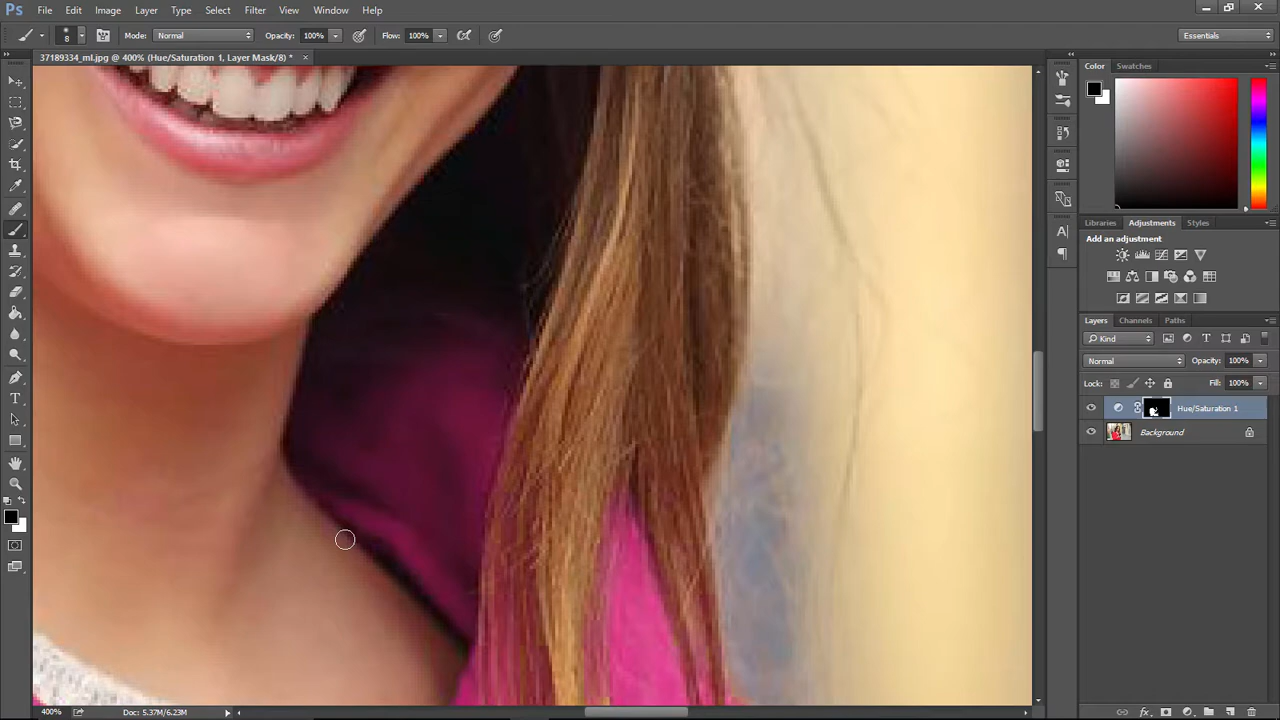 Ps File Edit Image Layer Type Select Filter View Window Help
8 Mode: Normal Opacity: 100% Flow: 100% Essentials
37189334_ml.jpg @ 400% (Hue/Saturation 1, Layer Mask/8) *
Color Swatches
Libraries Adjustments Styles
Add an adjustment
Layers Channels Paths
Kind
Normal Opacity: 100%
Lock: Fill: 100%
Hue/Saturation 1
Background
400% Doc: 5.37M/6.23M